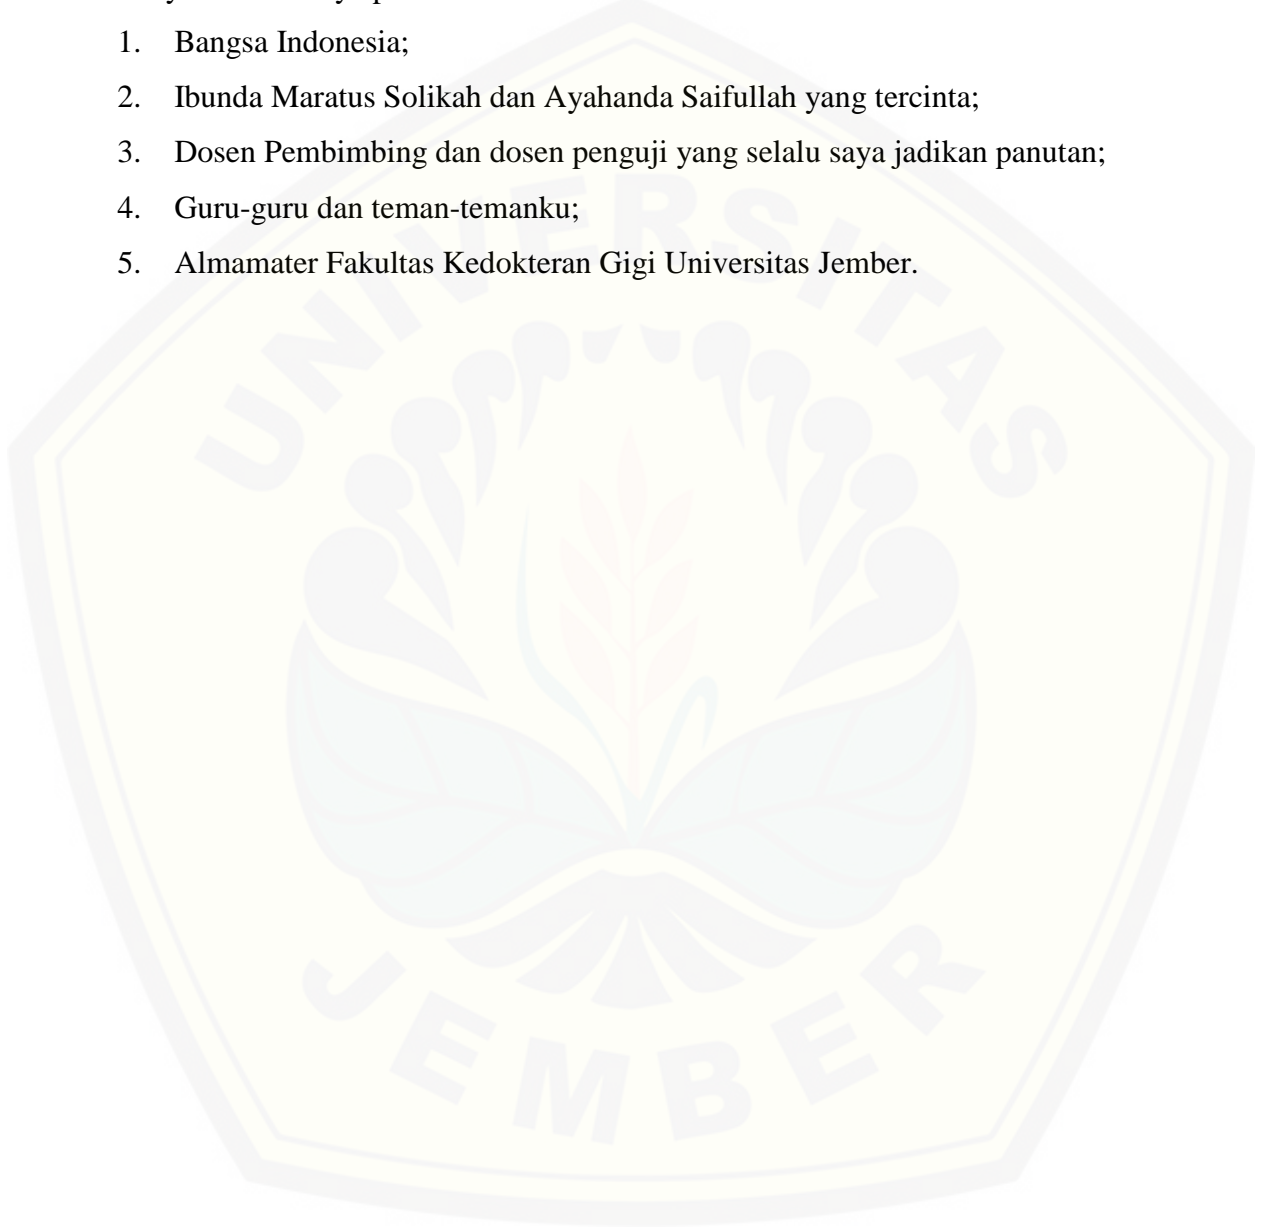 1. Bangsa Indonesia;
2. Ibunda Maratus Solikah dan Ayahanda Saifullah yang tercinta;
3. Dosen Pembimbing dan dosen penguji yang selalu saya jadikan panutan;
4. Guru-guru dan teman-temanku;
5. Almamater Fakultas Kedokteran Gigi Universitas Jember.
UNIVERSITAS
JEMBER